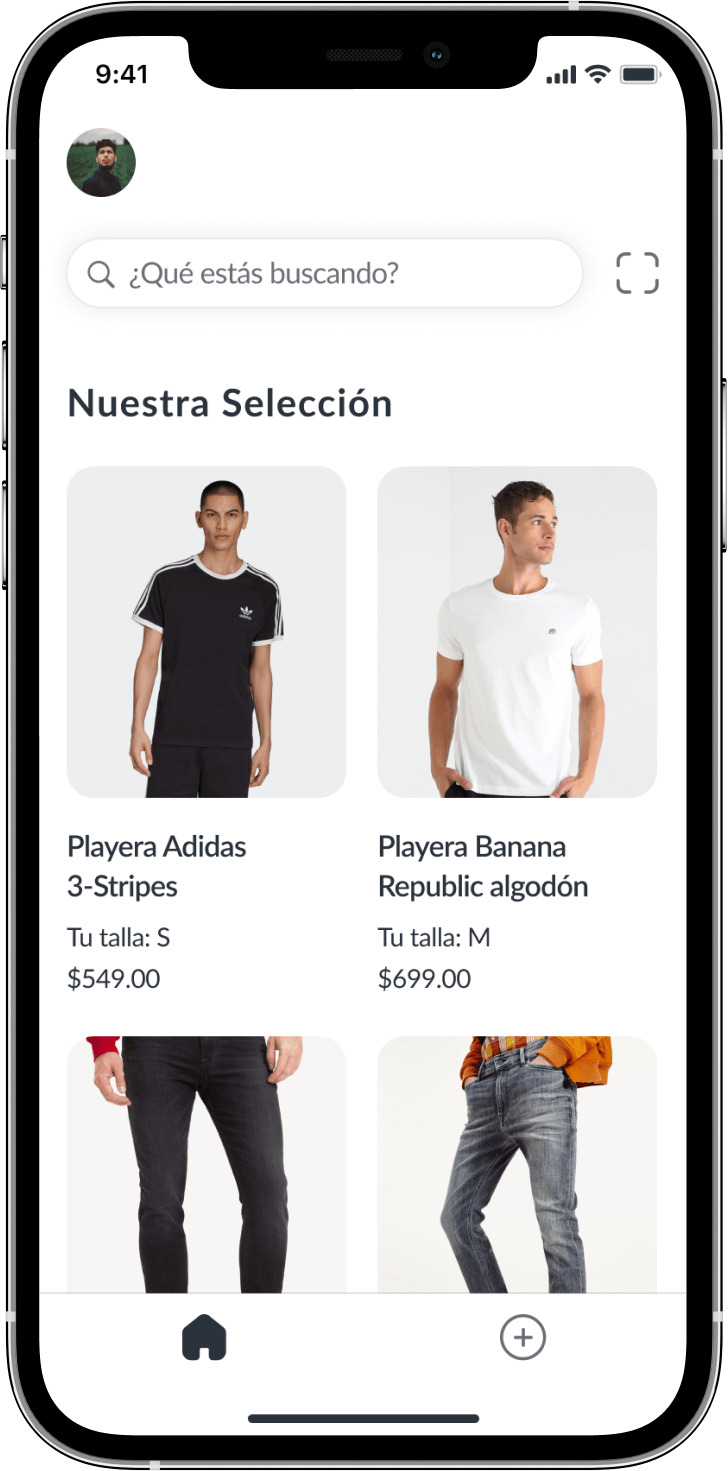 9:41
¿Qué estás buscando?
Nuestra Selección
Playera Adidas
3-Stripes
Tu talla: S
$549.00
Playera Banana
Republic algodón
Tu talla: M
$699.00